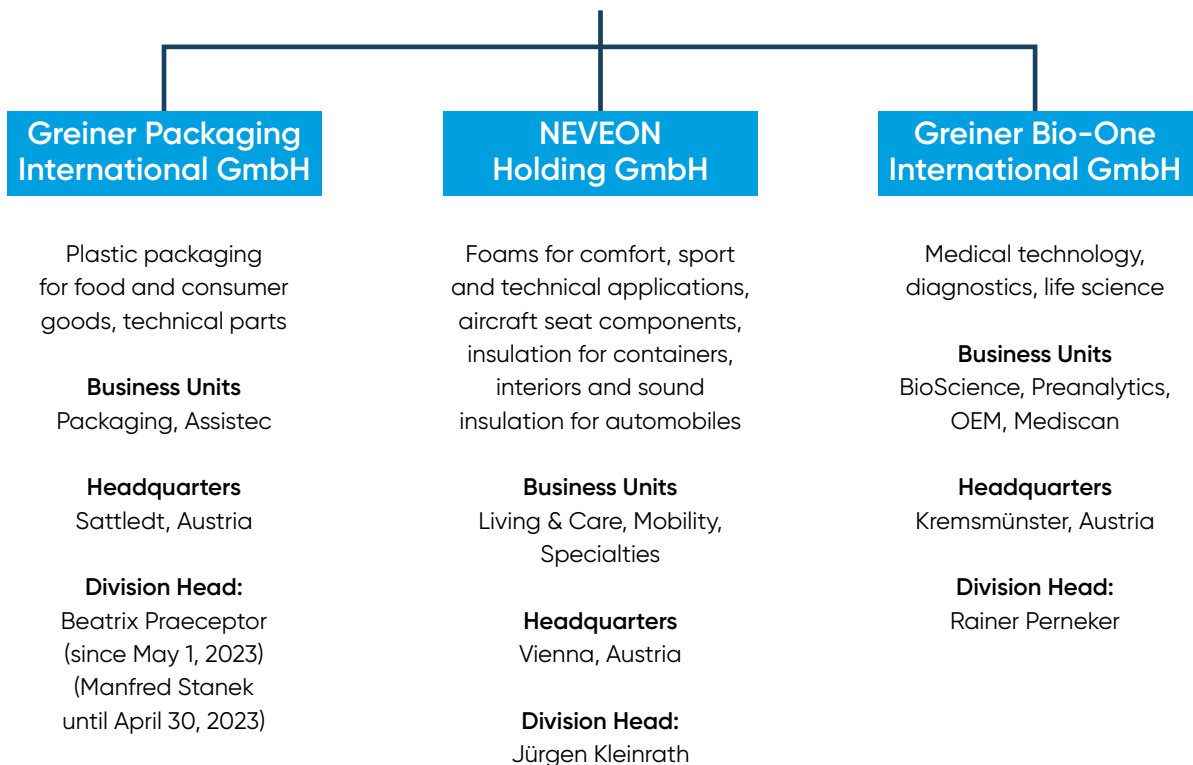 Greiner Packaging
International GmbH
Plastic packaging
for food and consumer
goods, technical parts
Business Units
Packaging, Assistec
Headquarters
Sattledt, Austria
Division Head:
Beatrix Praeceptor
(since May 1, 2023)
(Manfred Stanek
until April 30, 2023)
NEVEON
Holding GmbH
Foams for comfort, sport
and technical applications,
aircraft seat components,
insulation for containers,
interiors and sound
insulation for automobiles
Business Units
Living & Care, Mobility,
Specialties
Headquarters
Vienna, Austria
Division Head:
Jürgen Kleinrath
Greiner Bio-One
International GmbH
Medical technology,
diagnostics, life science
Business Units
BioScience, Preanalytics,
OEM, Mediscan
Headquarters
Kremsmünster, Austria
Division Head:
Rainer Perneker